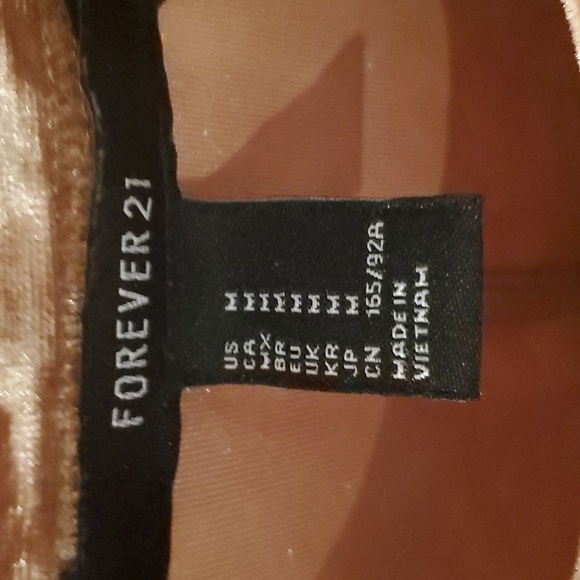 FOREVER 21
US M
CA M
MX M
BR M
EU M
UK M
KR M
JP M
CN 165/92A
MADE IN
VIETNAM